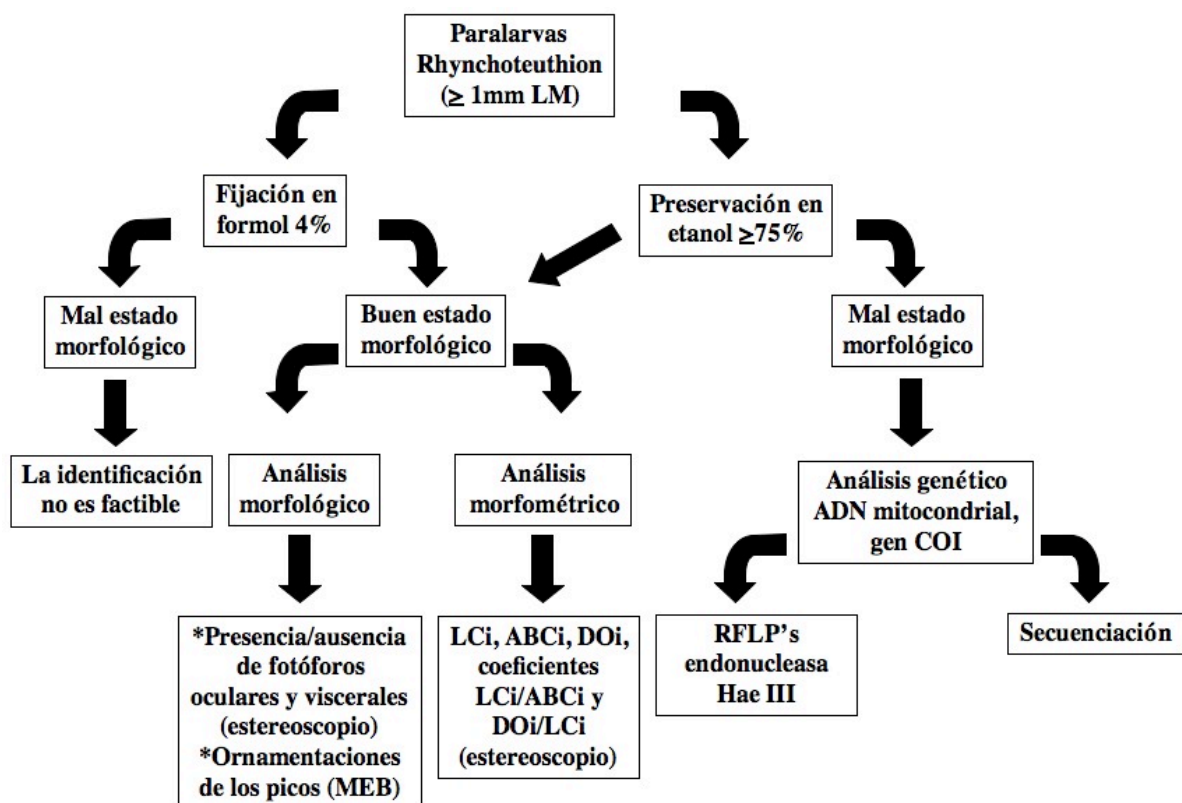 Paralarvas
Rhynchoteuthion
(≥ 1mm LM)
Fijación en
formol 4%
Preservación en
etanol ≥75%
Mal estado
morfológico
Buen estado
morfológico
Mal estado
morfológico
La identificación
no es factible
Análisis
morfológico
Análisis
morfométrico
Análisis genético
ADN mitocondrial,
gen COI
*Presencia/ausencia
de fotóforos
oculares y viscerales
(estereoscopio)
*Ornamentaciones
de los picos (MEB)
LCi, ABCi, DOi,
coeficientes
LCi/ABCi y
DOi/LCi
(estereoscopio)
RFLP’s
endonucleasa
Hae III
Secuenciación